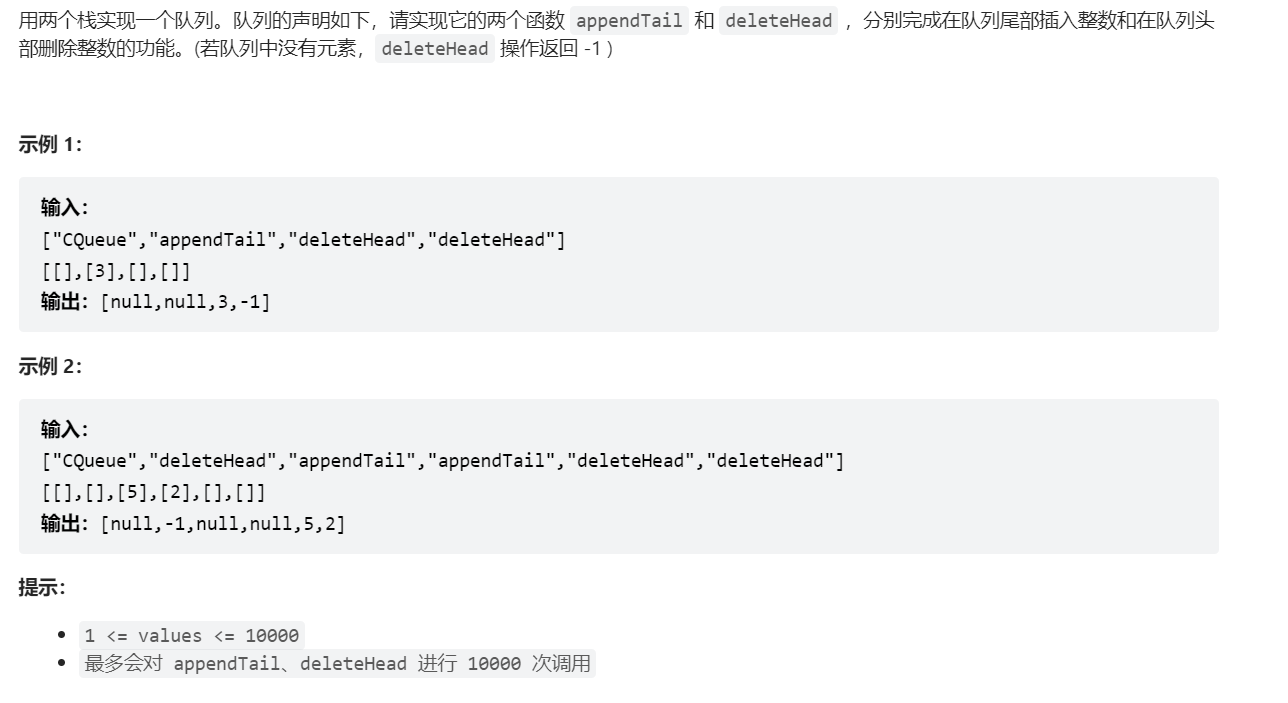 用两个栈实现一个队列。队列的声明如下，请实现它的两个函数 appendTail 和 deleteHead ，分别完成在队列尾部插入整数和在队列头
部删除整数的功能。(若队列中没有元素，deleteHead 操作返回 -1 )
示例 1：
输入：
["CQueue","appendTail","deleteHead","deleteHead"]
[[],[3],[],[]]
输出：[null,null,3,-1]
示例 2：
输入：
["CQueue","deleteHead","appendTail","appendTail","deleteHead","deleteHead"]
[[],[],[5],[2],[],[]]
输出：[null,-1,null,null,5,2]
提示：
• 1 <= values <= 10000
• 最多会对 appendTail、deleteHead 进行 10000 次调用